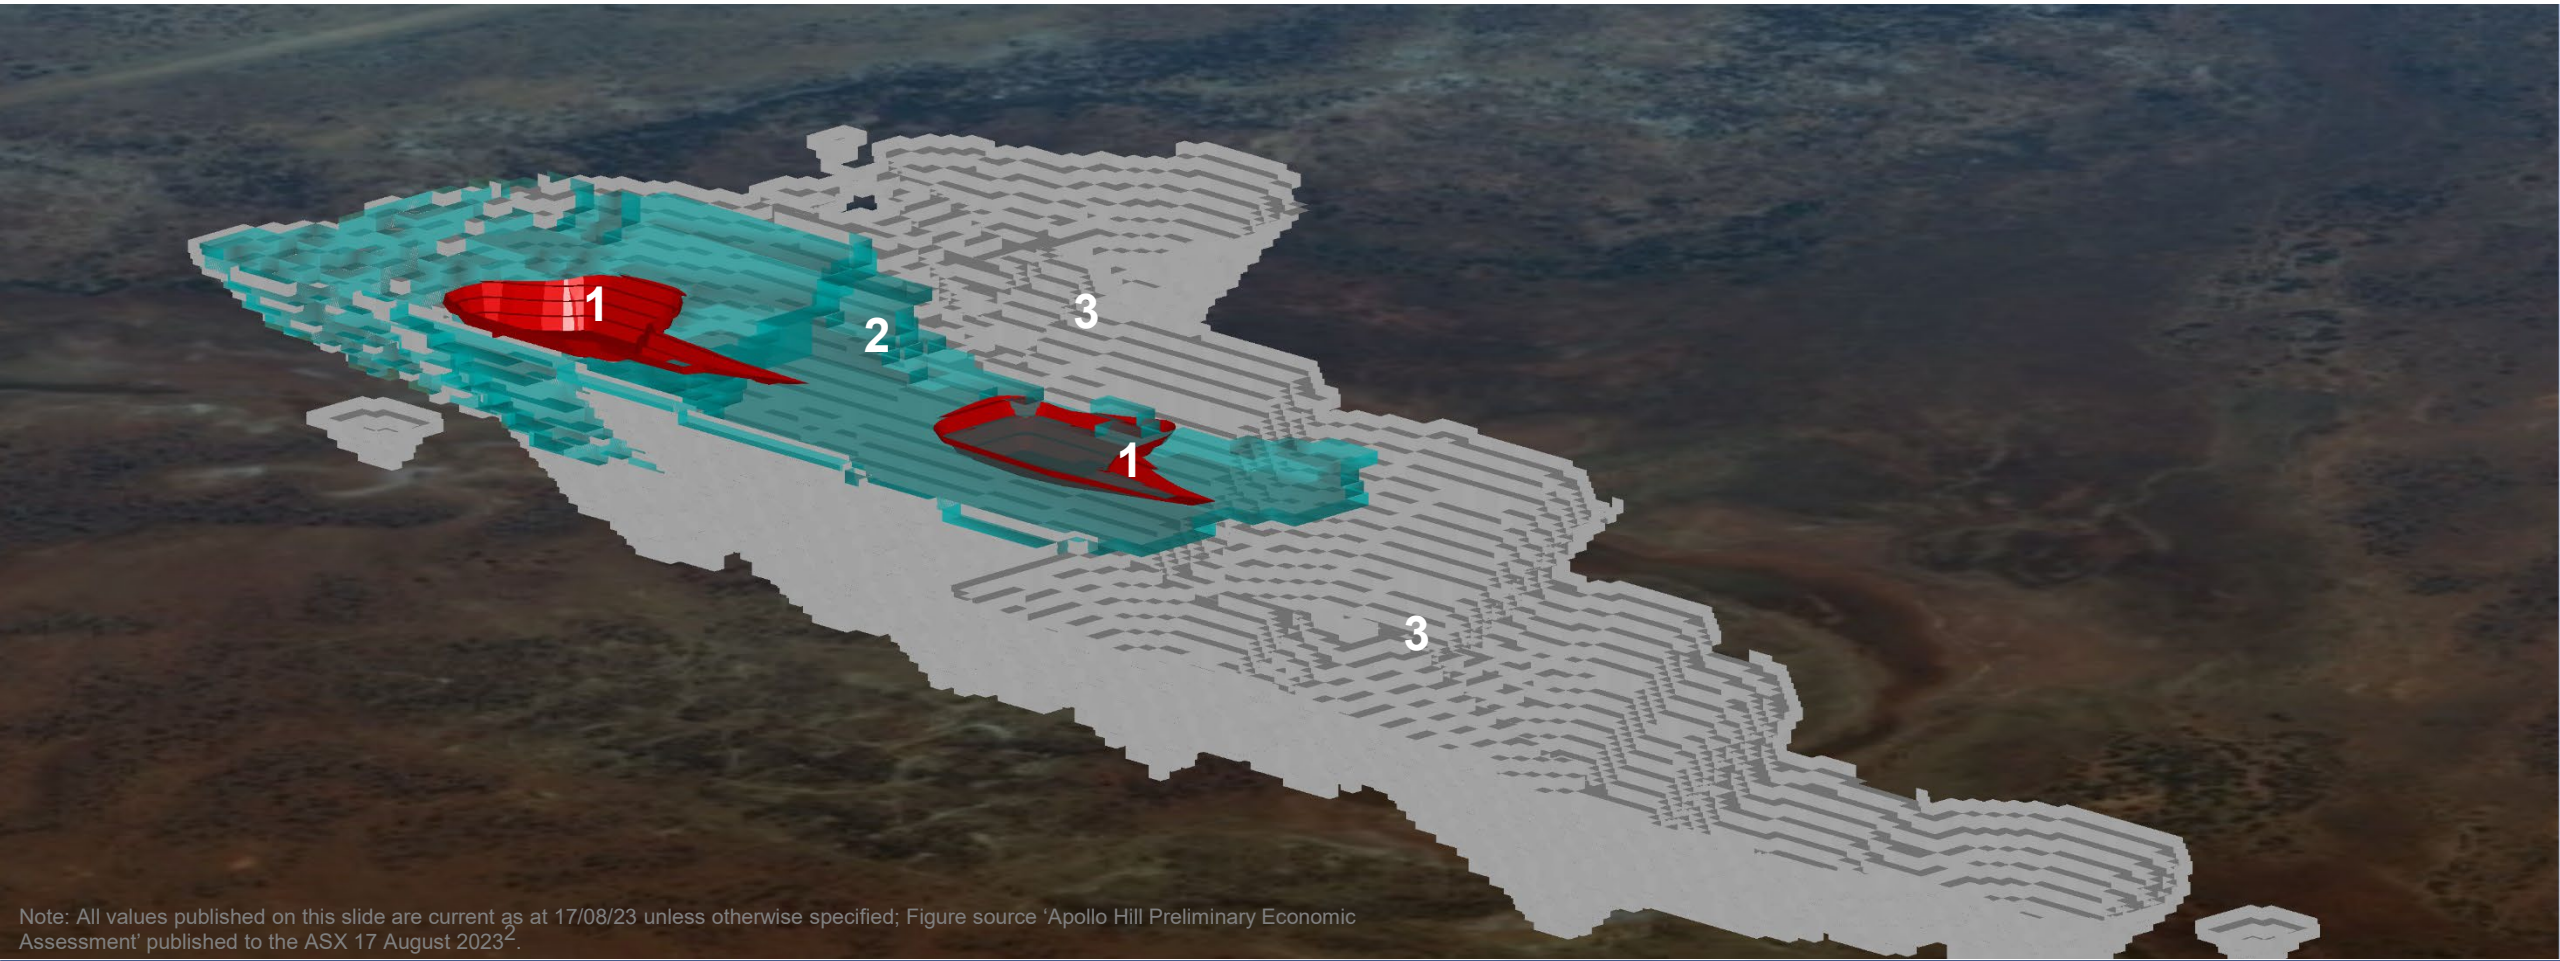 1
3
2
1
3
Note: All values published on this slide are current as at 17/08/23 unless otherwise specified; Figure source ‘Apollo Hill Preliminary Economic
Assessment’ published to the ASX 17 August 2023².